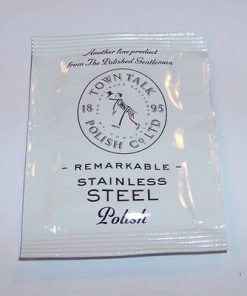 Another fine product
from The Polished Gentleman
TOWN TALK
18 95
POLISH Co LTD
- REMARKABLE -
STAINLESS
STEEL
Polish